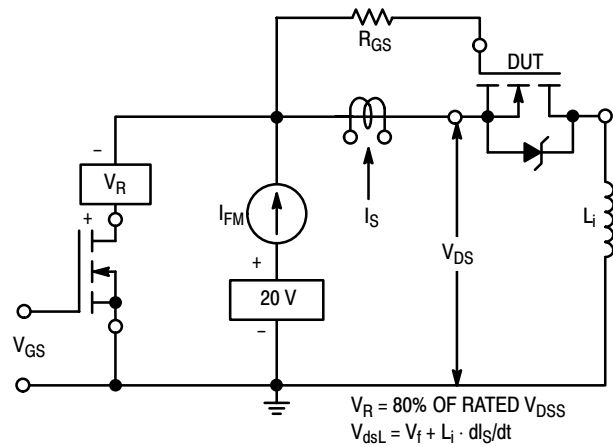 R_GS
DUT
−
V_R
+
I_FM
I_S
+
20 V
−
V_DS
L_i
V_GS
V_R = 80% OF RATED V_DSS
V_dsL = V_f + L_i · dI_S/dt